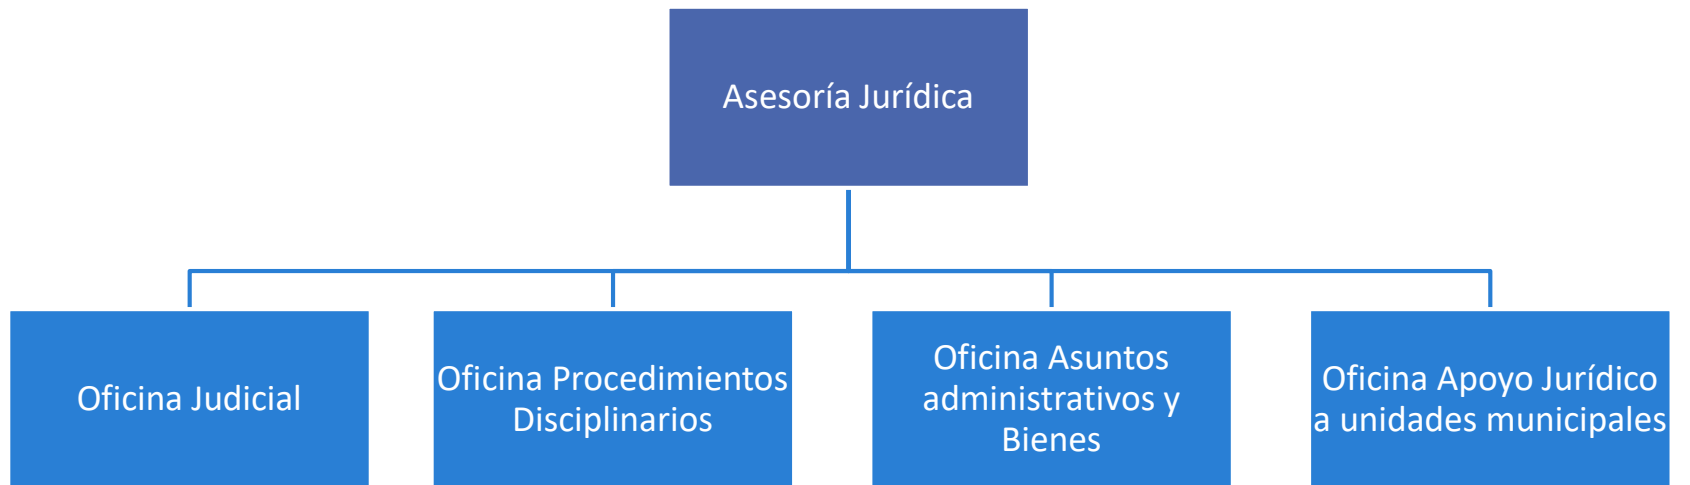 Asesoría Jurídica
Oficina Judicial
Oficina Procedimientos
Disciplinarios
Oficina Asuntos
administrativos y
Bienes
Oficina Apoyo Jurídico
a unidades municipales